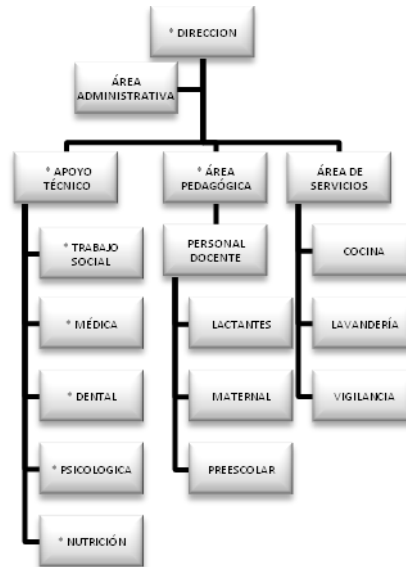 * DIRECCION
ÁREA
ADMINISTRATIVA
* APOYO
TÉCNICO
* TRABAJO
SOCIAL
* MÉDICA
* DENTAL
* PSICOLOGICA
* NUTRICIÓN
* ÁREA
PEDAGÓGICA
PERSONAL
DOCENTE
LACTANTES
MATERNAL
PREESCOLAR
ÁREA DE
SERVICIOS
COCINA
LAVANDERÍA
VIGILANCIA